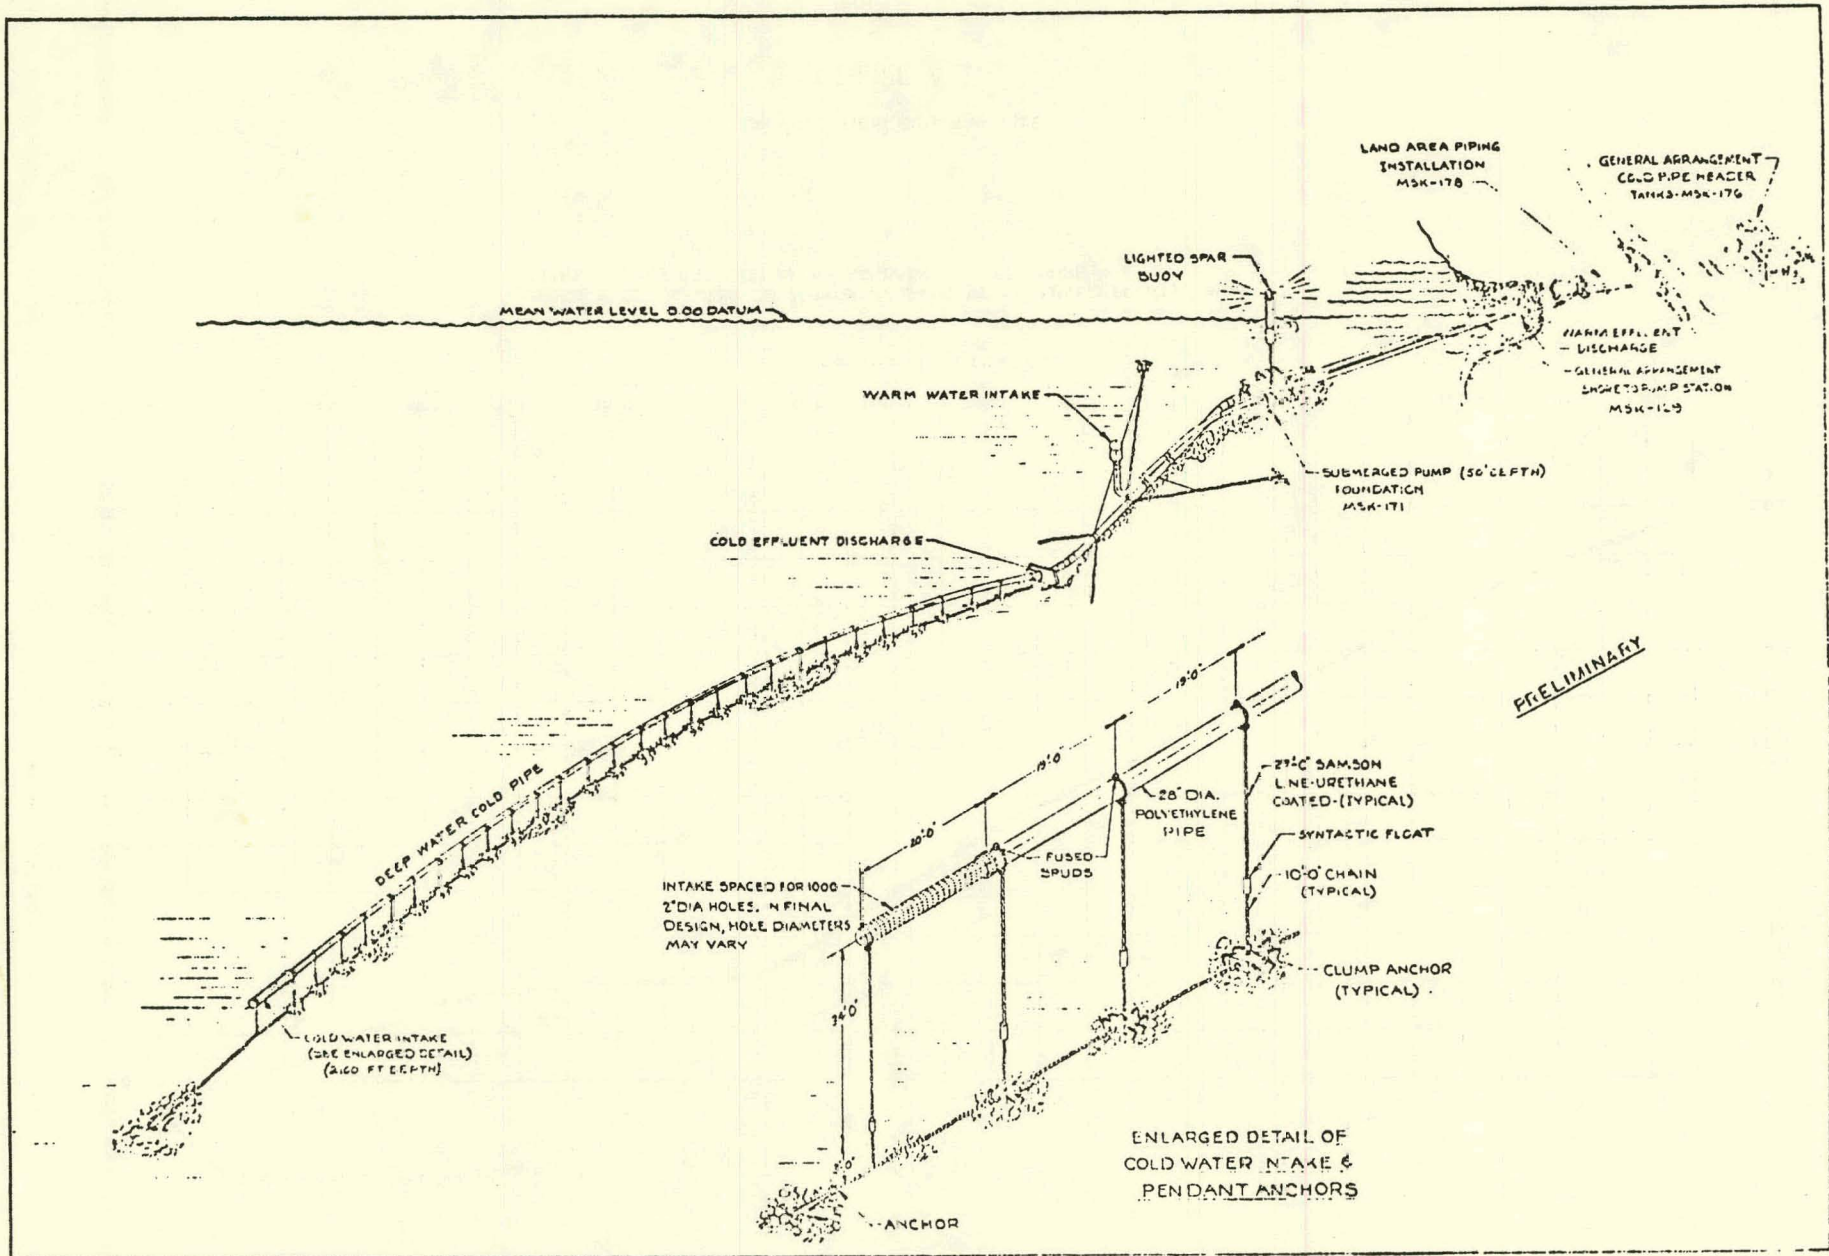 LAND AREA PIPING
INSTALLATION
MSK-178
GENERAL ARRANGEMENT
COLD PIPE HEADER
TANKS-MSK-176
LIGHTED SPAR
BUOY
MEAN WATER LEVEL 0.00 DATUM
WARM EFFLUENT
DISCHARGE
GENERAL ARRANGEMENT
SHORE TO PUMP STATION
WARM WATER INTAKE
SUBMERGED PUMP (50' DEPTH)
FOUNDATION
MSK-171
COLD EFFLUENT DISCHARGE
PRELIMINARY
DEEP WATER COLD PIPE
19'0"
19'0"
20'0"
28" DIA.
POLYETHYLENE
PIPE
SAMSON
LINE-URETHANE
COATED-(TYPICAL)
SYNTACTIC FLOAT
FUSED
SPUDS
10'0" CHAIN
(TYPICAL)
INTAKE SPACED FOR 1000
2" DIA HOLES. IN FINAL
DESIGN, HOLE DIAMETERS
MAY VARY
CLUMP ANCHOR
(TYPICAL)
34'0"
COLD WATER INTAKE
(SEE ENLARGED DETAIL)
FT DEPTH)
ANCHOR
ENLARGED DETAIL OF
COLD WATER INTAKE &
PENDANT ANCHORS